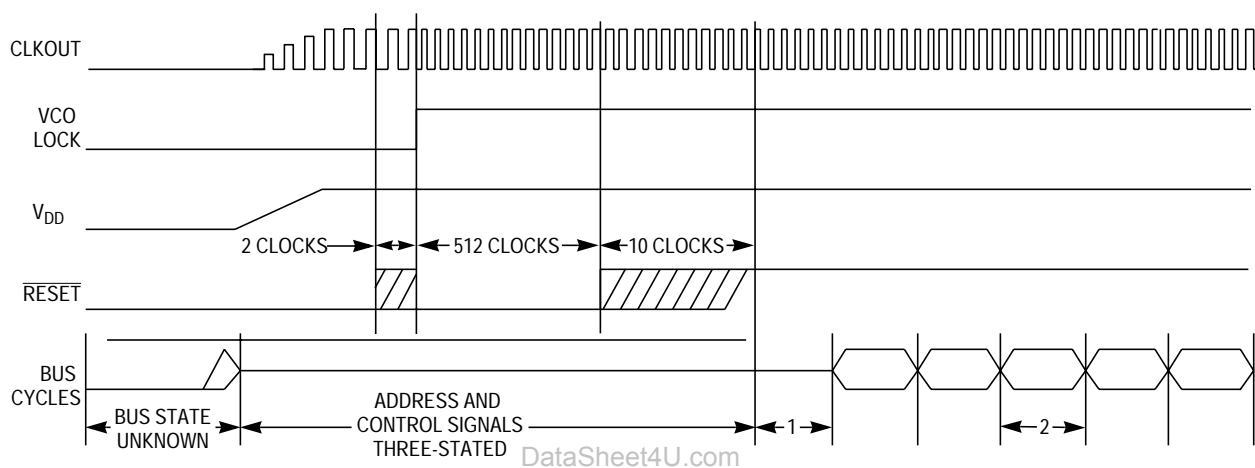 CLKOUT
VCO
LOCK
VDD
2 CLOCKS
512 CLOCKS
10 CLOCKS
RESET
BUS
CYCLES
BUS STATE
UNKNOWN
ADDRESS AND
CONTROL SIGNALS
THREE-STATED
1
2
DataSheet4U.com